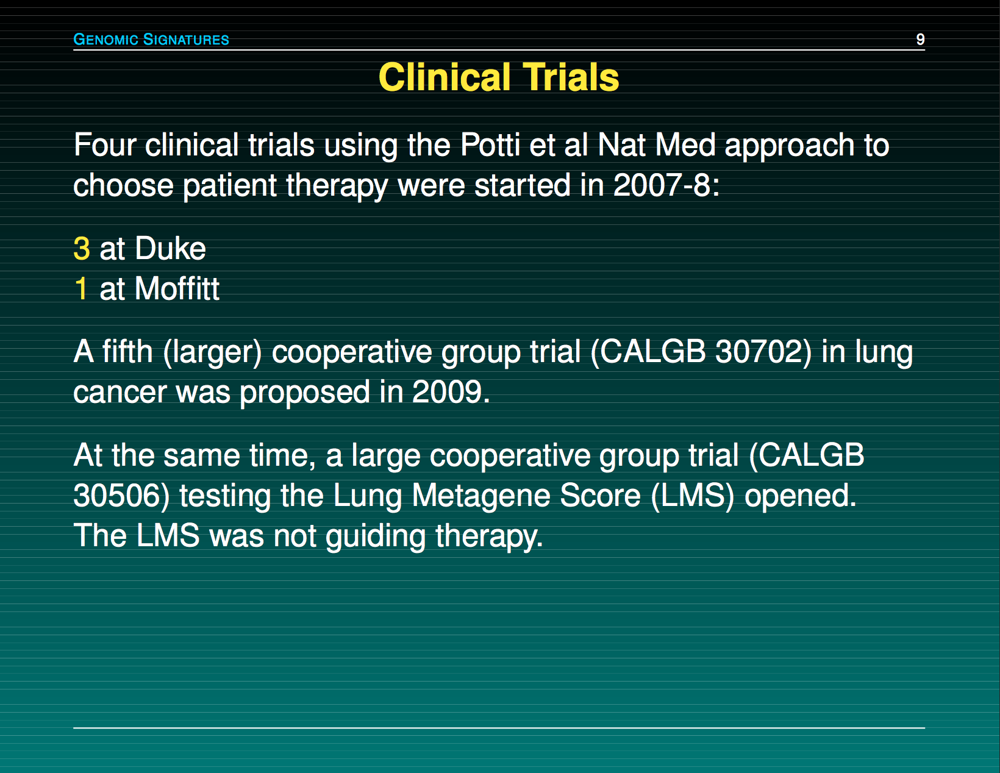 GENOMIC SIGNATURES 9
Clinical Trials
Four clinical trials using the Potti et al Nat Med approach to
choose patient therapy were started in 2007-8:
3 at Duke
1 at Moffitt
A fifth (larger) cooperative group trial (CALGB 30702) in lung
cancer was proposed in 2009.
At the same time, a large cooperative group trial (CALGB
30506) testing the Lung Metagene Score (LMS) opened.
The LMS was not guiding therapy.